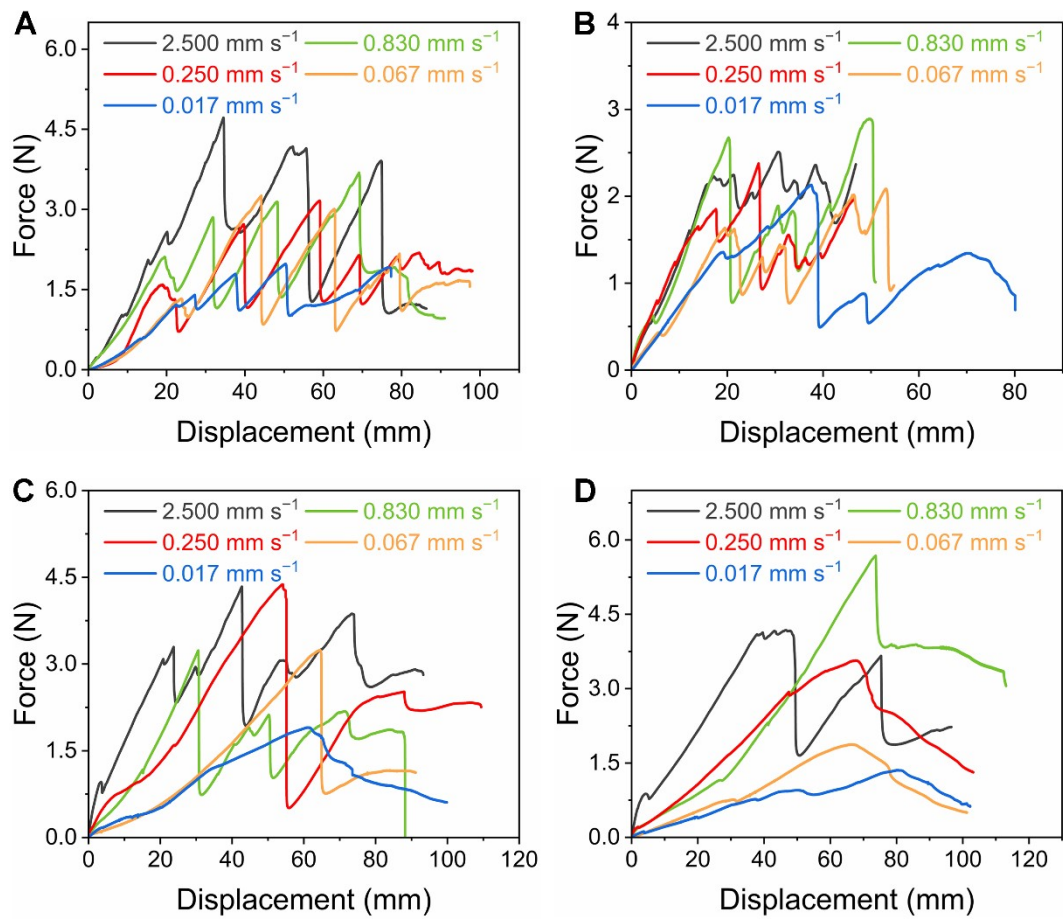 A
2.500 mm s⁻¹ 0.830 mm s⁻¹
0.250 mm s⁻¹ 0.067 mm s⁻¹
0.017 mm s⁻¹
6.0
4.5
3.0
1.5
0.0
Force (N)
0 20 40 60 80 100
Displacement (mm)
B
2.500 mm s⁻¹ 0.830 mm s⁻¹
0.250 mm s⁻¹ 0.067 mm s⁻¹
0.017 mm s⁻¹
4
3
2
1
0
Force (N)
0 20 40 60 80
Displacement (mm)
C
2.500 mm s⁻¹ 0.830 mm s⁻¹
0.250 mm s⁻¹ 0.067 mm s⁻¹
0.017 mm s⁻¹
6.0
4.5
3.0
1.5
0.0
Force (N)
0 20 40 60 80 100 120
Displacement (mm)
D
2.500 mm s⁻¹ 0.830 mm s⁻¹
0.250 mm s⁻¹ 0.067 mm s⁻¹
0.017 mm s⁻¹
6.0
4.5
3.0
1.5
0.0
Force (N)
0 20 40 60 80 100 120
Displacement (mm)